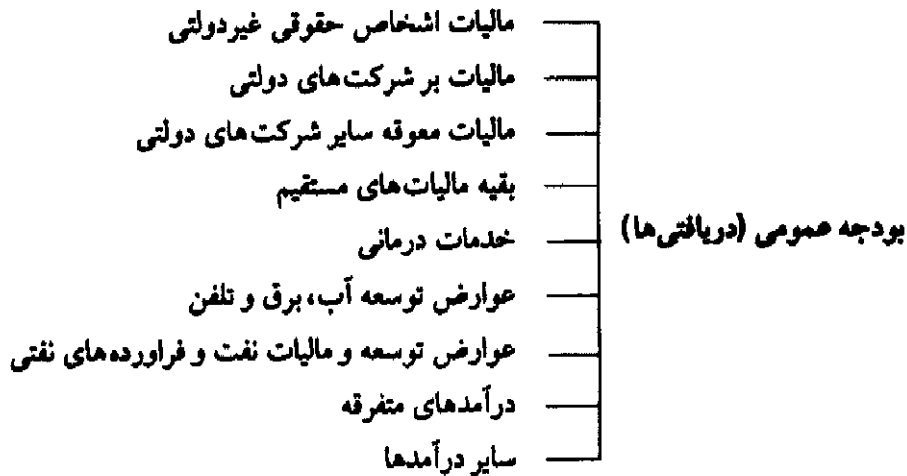 مالیات اشخاص حقوقی غیردولتی
مالیات بر شرکت‌های دولتی
مالیات معوقه سایر شرکت‌های دولتی
بقیه مالیات‌های مستقیم
بودجه عمومی (دریافتی‌ها)
خدمات درمانی
عوارض توسعه آب، برق و تلفن
عوارض توسعه و مالیات نفت و فراورده‌های نفتی
درآمدهای متفرقه
سایر درآمدها